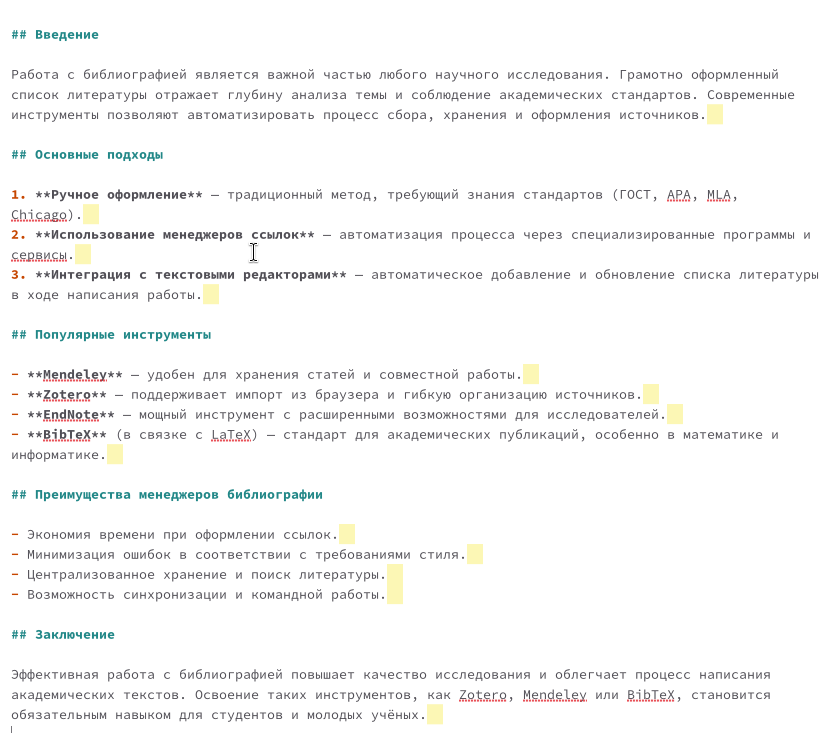 ## Введение
Работа с библиографией является важной частью любого научного исследования. Грамотно оформленный
список литературы отражает глубину анализа темы и соблюдение академических стандартов. Современные
инструменты позволяют автоматизировать процесс сбора, хранения и оформления источников.
## Основные подходы
1. **Ручное оформление** — традиционный метод, требующий знания стандартов (ГОСТ, APA, MLA,
Chicago).
2. **Использование менеджеров ссылок** — автоматизация процесса через специализированные программы и
сервисы.
3. **Интеграция с текстовыми редакторами** — автоматическое добавление и обновление списка литературы
в ходе написания работы.
## Популярные инструменты
- **Mendeley** — удобен для хранения статей и совместной работы.
- **Zotero** — поддерживает импорт из браузера и гибкую организацию источников.
- **EndNote** — мощный инструмент с расширенными возможностями для исследователей.
- **BibTeX** (в связке с LaTeX) — стандарт для академических публикаций, особенно в математике и
информатике.
## Преимущества менеджеров библиографии
- Экономия времени при оформлении ссылок.
- Минимизация ошибок в соответствии с требованиями стиля.
- Централизованное хранение и поиск литературы.
- Возможность синхронизации и командной работы.
## Заключение
Эффективная работа с библиографией повышает качество исследования и облегчает процесс написания
академических текстов. Освоение таких инструментов, как Zotero, Mendeley или BibTeX, становится
обязательным навыком для студентов и молодых учёных.